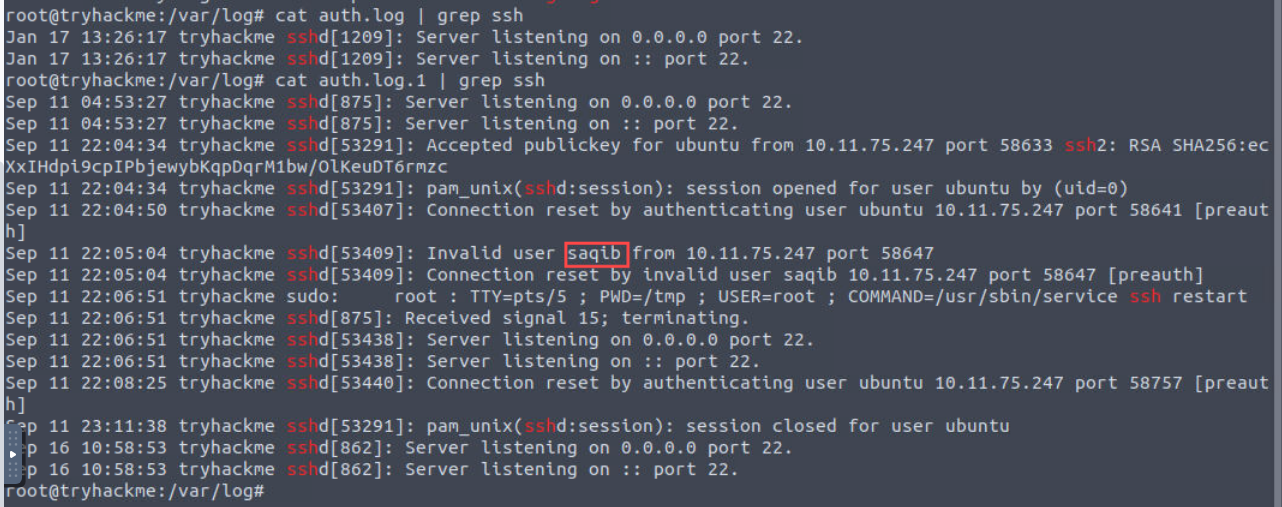 root@tryhackme:/var/log# cat auth.log | grep ssh
Jan 17 13:26:17 tryhackme sshd[1209]: Server listening on 0.0.0.0 port 22.
Jan 17 13:26:17 tryhackme sshd[1209]: Server listening on :: port 22.
root@tryhackme:/var/log# cat auth.log.1 | grep ssh
Sep 11 04:53:27 tryhackme sshd[875]: Server listening on 0.0.0.0 port 22.
Sep 11 04:53:27 tryhackme sshd[875]: Server listening on :: port 22.
Sep 11 22:04:34 tryhackme sshd[53291]: Accepted publickey for ubuntu from 10.11.75.247 port 58633 ssh2: RSA SHA256:ec
XxIHdpi9cpIPbjewybKqpDqrM1bw/OlKeuDT6rmzc
Sep 11 22:04:34 tryhackme sshd[53291]: pam_unix(sshd:session): session opened for user ubuntu by (uid=0)
Sep 11 22:04:50 tryhackme sshd[53407]: Connection reset by authenticating user ubuntu 10.11.75.247 port 58641 [preaut
h]
Sep 11 22:05:04 tryhackme sshd[53409]: Invalid user saqib from 10.11.75.247 port 58647
Sep 11 22:05:04 tryhackme sshd[53409]: Connection reset by invalid user saqib 10.11.75.247 port 58647 [preauth]
Sep 11 22:06:51 tryhackme sudo:     root : TTY=pts/5 ; PWD=/tmp ; USER=root ; COMMAND=/usr/sbin/service ssh restart
Sep 11 22:06:51 tryhackme sshd[875]: Received signal 15; terminating.
Sep 11 22:06:51 tryhackme sshd[53438]: Server listening on 0.0.0.0 port 22.
Sep 11 22:06:51 tryhackme sshd[53438]: Server listening on :: port 22.
Sep 11 22:08:25 tryhackme sshd[53440]: Connection reset by authenticating user ubuntu 10.11.75.247 port 58757 [preaut
h]
Sep 11 23:11:38 tryhackme sshd[53291]: pam_unix(sshd:session): session closed for user ubuntu
ep 16 10:58:53 tryhackme sshd[862]: Server listening on 0.0.0.0 port 22.
ep 16 10:58:53 tryhackme sshd[862]: Server listening on :: port 22.
root@tryhackme:/var/log#